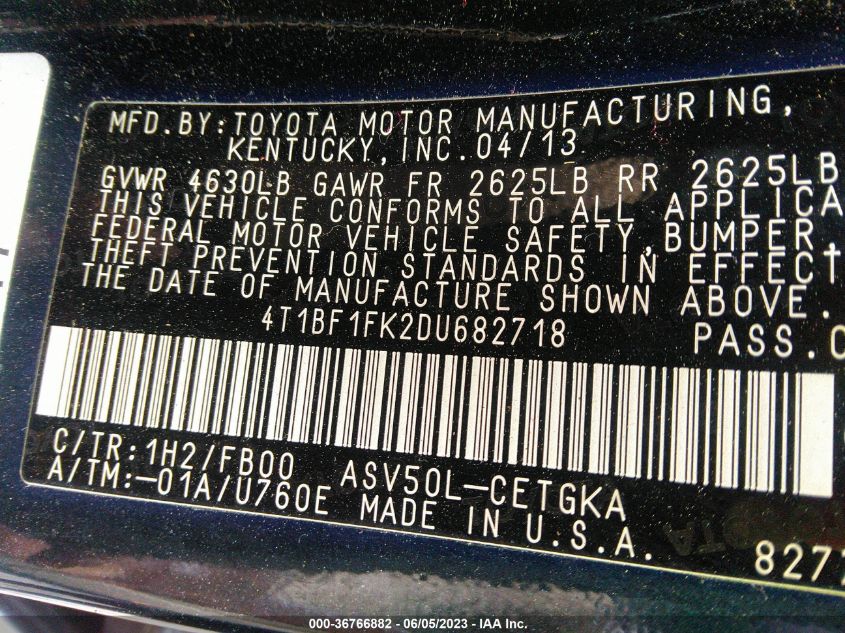 MFD.BY:TOYOTA MOTOR MANUFACTURING,
KENTUCKY,INC.04/13
GVWR 4630LB GAWR FR 2625LB RR 2625LB
THIS VEHICLE CONFORMS TO ALL APPLICA
FEDERAL MOTOR VEHICLE SAFETY,BUMPER,
THEFT PREVENTION STANDARDS IN EFFECT
THE DATE OF MANUFACTURE SHOWN ABOVE.
4T1BF1FK2DU682718 PASS.C
C/TR:1H2/FB00 ASV50L-CETGKA
A/TM:-01A/U760E MADE IN U.S.A.
TOYOTA
827
000-36766882 - 06/05/2023 - IAA Inc.